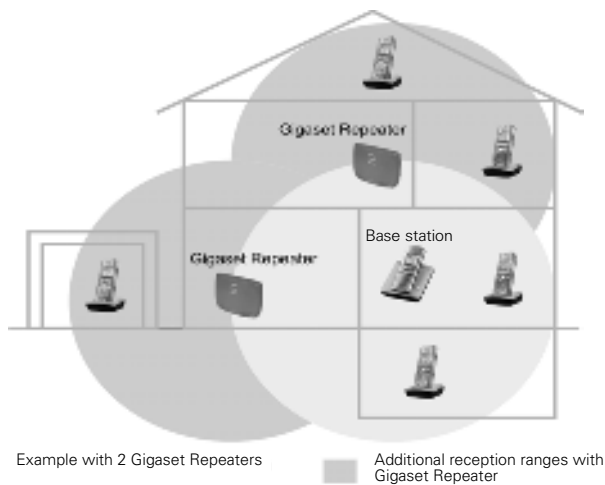 Gigaset Repeater
Base station
Gigaset Repeater
Example with 2 Gigaset Repeaters
Additional reception ranges with
Gigaset Repeater